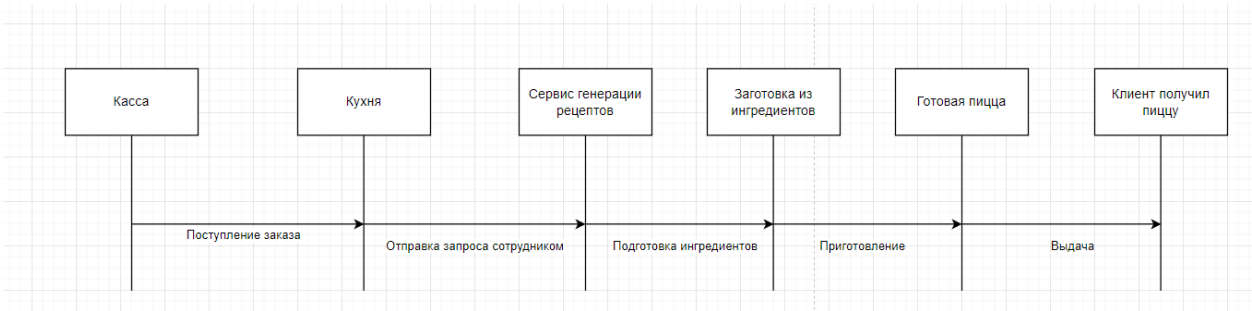 Касса
Кухня
Сервис генерации
рецептов
Заготовка из
ингредиентов
Готовая пицца
Клиент получил
пиццу
Поступление заказа
Отправка запроса сотрудником
Подготовка ингредиентов
Приготовление
Выдача